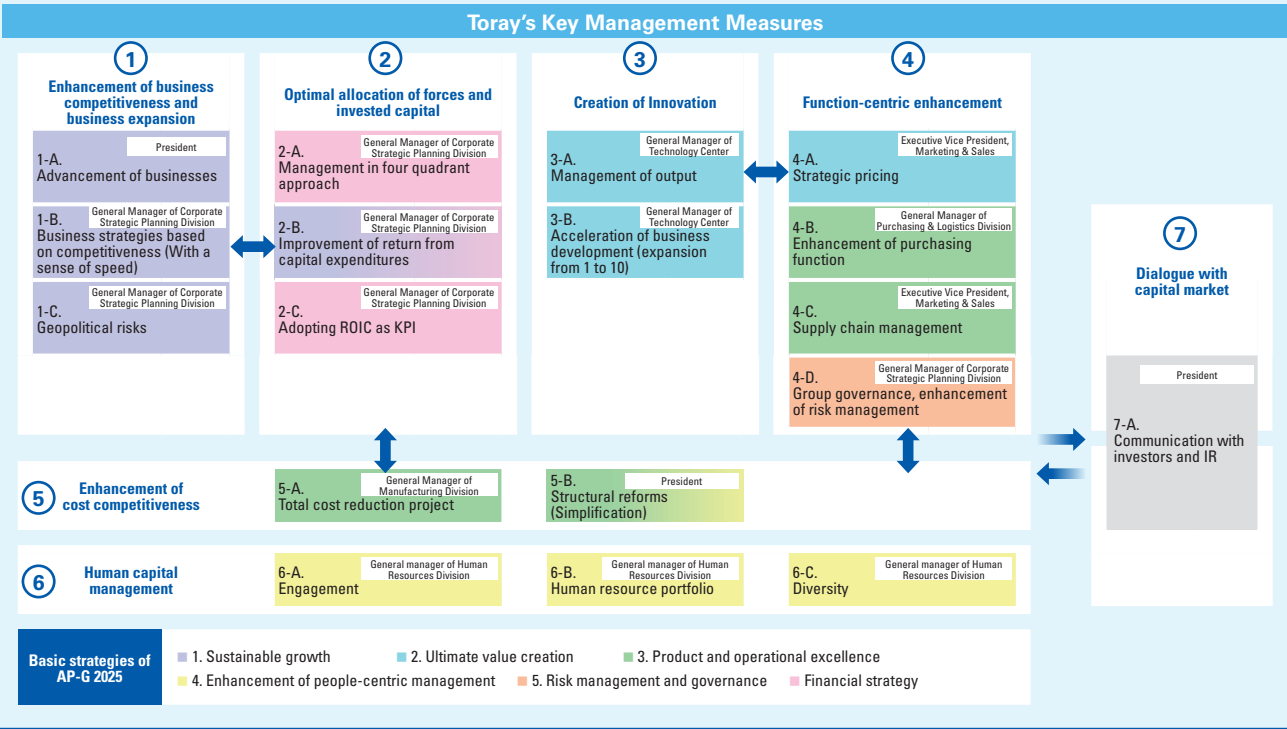 Toray's Key Management Measures
1
Enhancement of business
competitiveness and
business expansion
President
1-A.
Advancement of businesses
General Manager of Corporate
Strategic Planning Division
1-B.
Business strategies based
on competitiveness (With a
sense of speed)
General Manager of Corporate
Strategic Planning Division
1-C.
Geopolitical risks
2
Optimal allocation of forces and
invested capital
General Manager of Corporate
Strategic Planning Division
2-A.
Management in four quadrant
approach
General Manager of Corporate
Strategic Planning Division
2-B.
Improvement of return from
capital expenditures
General Manager of Corporate
Strategic Planning Division
2-C.
Adopting ROIC as KPI
3
Creation of Innovation
General Manager of
Technology Center
3-A.
Management of output
General Manager of
Technology Center
3-B.
Acceleration of business
development (expansion
from 1 to 10)
4
Function-centric enhancement
Executive Vice President,
Marketing & Sales
4-A.
Strategic pricing
General Manager of
Purchasing & Logistics Division
4-B.
Enhancement of purchasing
function
Executive Vice President,
Marketing & Sales
4-C.
Supply chain management
General Manager of Corporate
Strategic Planning Division
4-D.
Group governance, enhancement
of risk management
5
Enhancement of
cost competitiveness
General Manager of
Manufacturing Division
5-A.
Total cost reduction project
President
5-B.
Structural reforms
(Simplification)
6
Human capital
management
General manager of Human
Resources Division
6-A.
Engagement
General manager of Human
Resources Division
6-B.
Human resource portfolio
General manager of Human
Resources Division
6-C.
Diversity
7
Dialogue with
capital market
President
7-A.
Communication with
investors and IR
Basic strategies of
AP-G 2025
1. Sustainable growth
2. Ultimate value creation
3. Product and operational excellence
4. Enhancement of people-centric management
5. Risk management and governance
Financial strategy